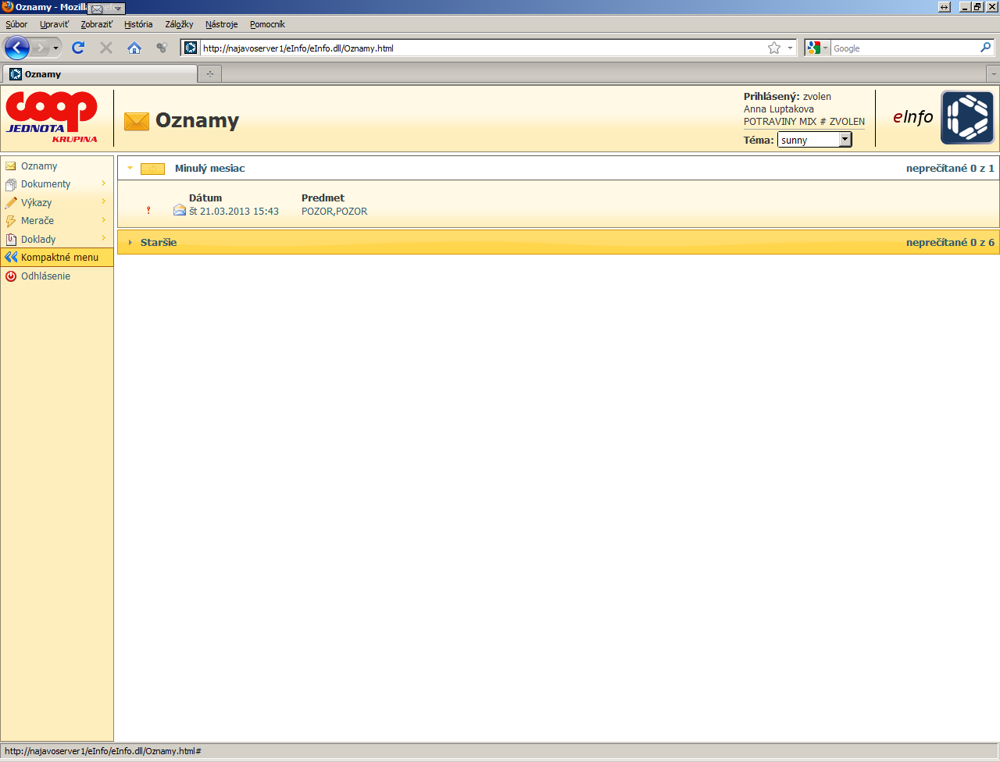 Oznamy - Mozill
Súbor Upraviť Zobraziť História Záložky Nástroje Pomocník
http://najavoserver1/eInfo/eInfo.dll/Oznamy.html
Google
Oznamy
COOP
JEDNOTA
KRUPINA
Oznamy
Prihlásený: zvolen
Anna Luptakova
POTRAVINY MIX # ZVOLEN
Téma: sunny
eInfo
Oznamy
Dokumenty
Výkazy
Merače
Doklady
Kompaktné menu
Odhlásenie
Minulý mesiac neprečítané 0 z 1
Dátum Predmet
št 21.03.2013 15:43 POZOR,POZOR
Staršie neprečítané 0 z 6
http://najavoserver1/eInfo/eInfo.dll/Oznamy.html#